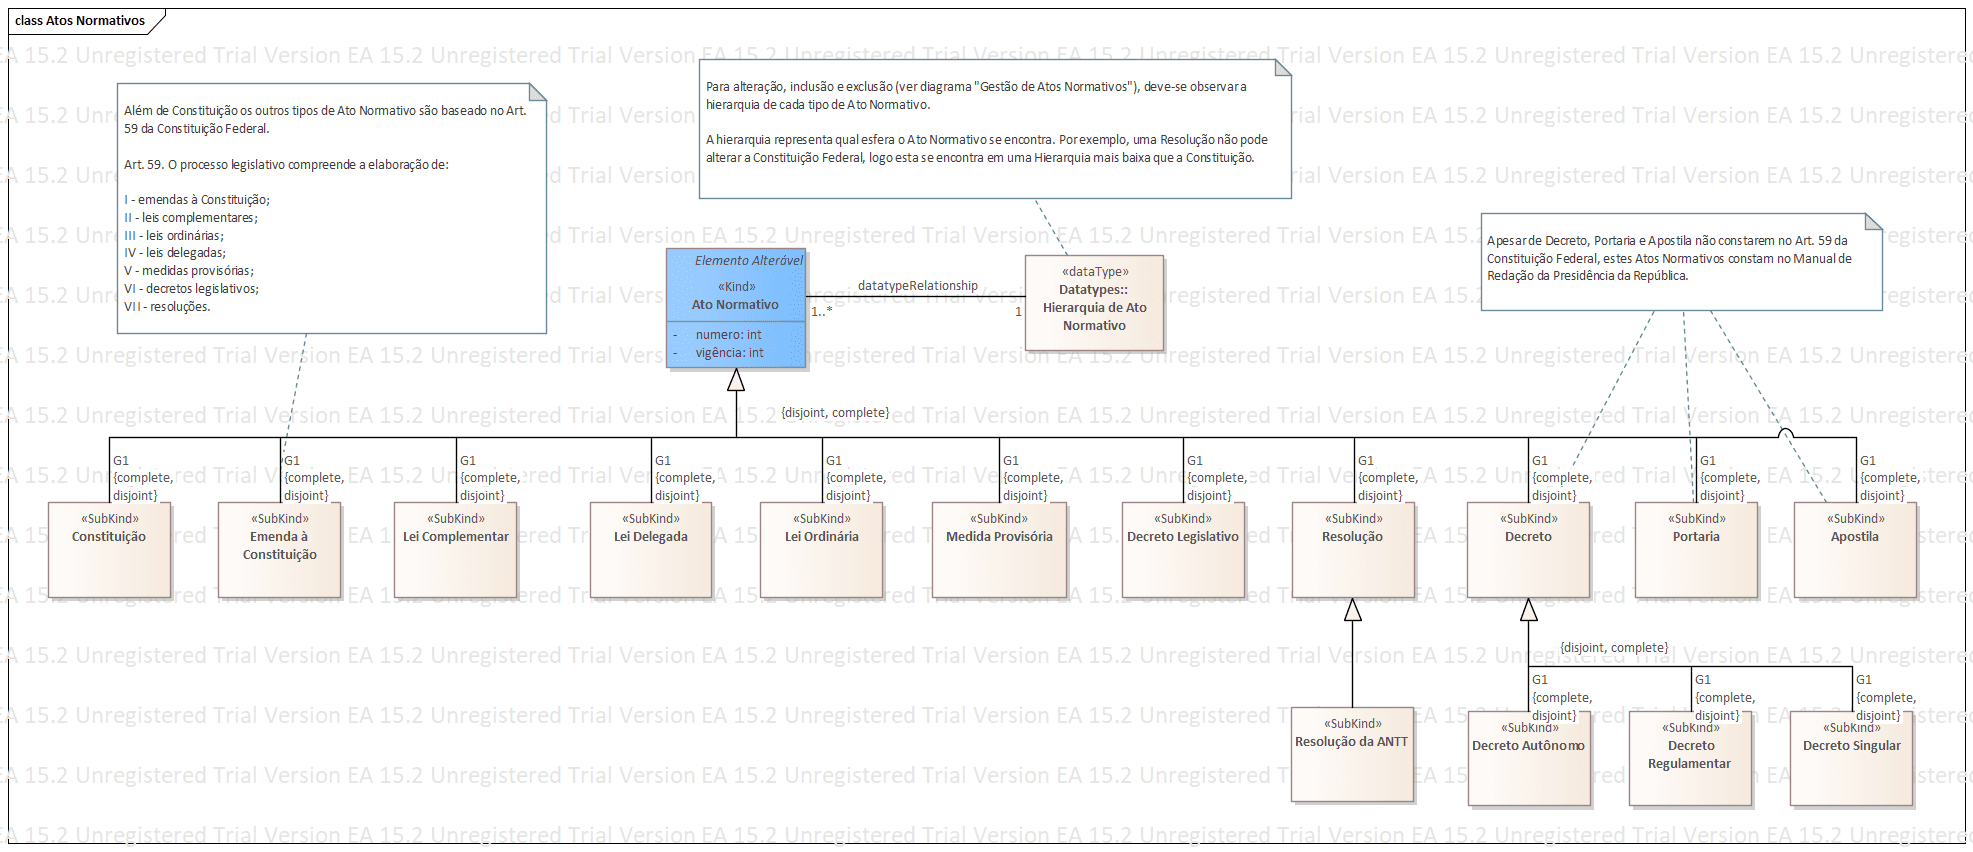 class Atos Normativos
EA 15.2 Unregistered Trial Version EA 15.2 Unregistered Trial Version EA 15.2 Unregistered Trial Version EA 15.2 Unregistered Trial Version EA 15.2 Unregistered
Além de Constituição os outros tipos de Ato Normativo são baseado no Art.
59 da Constituição Federal.
Art. 59. O processo legislativo compreende a elaboração de:
I - emendas à Constituição;
II - leis complementares;
III - leis ordinárias;
IV - leis delegadas;
V - medidas provisórias;
VI - decretos legislativos;
VII - resoluções.
Para alteração, inclusão e exclusão (ver diagrama "Gestão de Atos Normativos"), deve-se observar a
hierarquia de cada tipo de Ato Normativo.
A hierarquia representa qual esfera o Ato Normativo se encontra. Por exemplo, uma Resolução não pode
alterar a Constituição Federal, logo esta se encontra em uma Hierarquia mais baixa que a Constituição.
Apesar de Decreto, Portaria e Apostila não constarem no Art. 59 da
Constituição Federal, estes Atos Normativos constam no Manual de
Redação da Presidência da República.
Elemento Alterável
«Kind»
Ato Normativo
- numero: int
- vigência: int
datatypeRelationship
1..*
1
«dataType»
Datatypes::
Hierarquia de Ato
Normativo
{disjoint, complete}
G1
{complete,
disjoint}
«SubKind»
Constituição
G1
{complete,
disjoint}
«SubKind»
Emenda à
Constituição
G1
{complete,
disjoint}
«SubKind»
Lei Complementar
G1
{complete,
disjoint}
«SubKind»
Lei Delegada
G1
{complete,
disjoint}
«SubKind»
Lei Ordinária
G1
{complete,
disjoint}
«SubKind»
Medida Provisória
G1
{complete,
disjoint}
«SubKind»
Decreto Legislativo
G1
{complete,
disjoint}
«SubKind»
Resolução
G1
{complete,
disjoint}
«SubKind»
Decreto
G1
{complete,
disjoint}
«SubKind»
Portaria
G1
{complete,
disjoint}
«SubKind»
Apostila
«SubKind»
Resolução da ANTT
{disjoint, complete}
G1
{complete,
disjoint}
«SubKind»
Decreto Autônomo
G1
{complete,
disjoint}
«SubKind»
Decreto
Regulamentar
G1
{complete,
disjoint}
«SubKind»
Decreto Singular